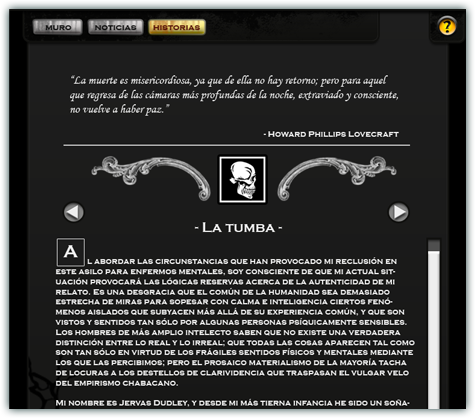 MURO NOTICIAS HISTORIAS ?
"La muerte es misericordiosa, ya que de ella no hay retorno; pero para aquel
que regresa de las cámaras más profundas de la noche, extraviado y consciente,
no vuelve a haber paz."
- Howard Phillips Lovecraft
- La tumba -
Al abordar las circunstancias que han provocado mi reclusión en
este asilo para enfermos mentales, soy consciente de que mi actual sit-
uación provocará las lógicas reservas acerca de la autenticidad de mi
relato. Es una desgracia que el común de la humanidad sea demasiado
estrecha de miras para sopesar con calma e inteligencia ciertos fenó-
menos aislados que subyacen más allá de su experiencia común, y que son
vistos y sentidos tan sólo por algunas personas psíquicamente sensibles.
Los hombres de más amplio intelecto saben que no existe una verdadera
distinción entre lo real y lo irreal; que todas las cosas aparecen tal como
son tan sólo en virtud de los frágiles sentidos físicos y mentales mediante
los que las percibimos; pero el prosaico materialismo de la mayoría tacha
de locuras a los destellos de clarividencia que traspasan el vulgar velo
del empirismo chabacano.
Mi nombre es Jervas Dudley, y desde mi más tierna infancia he sido un soña-